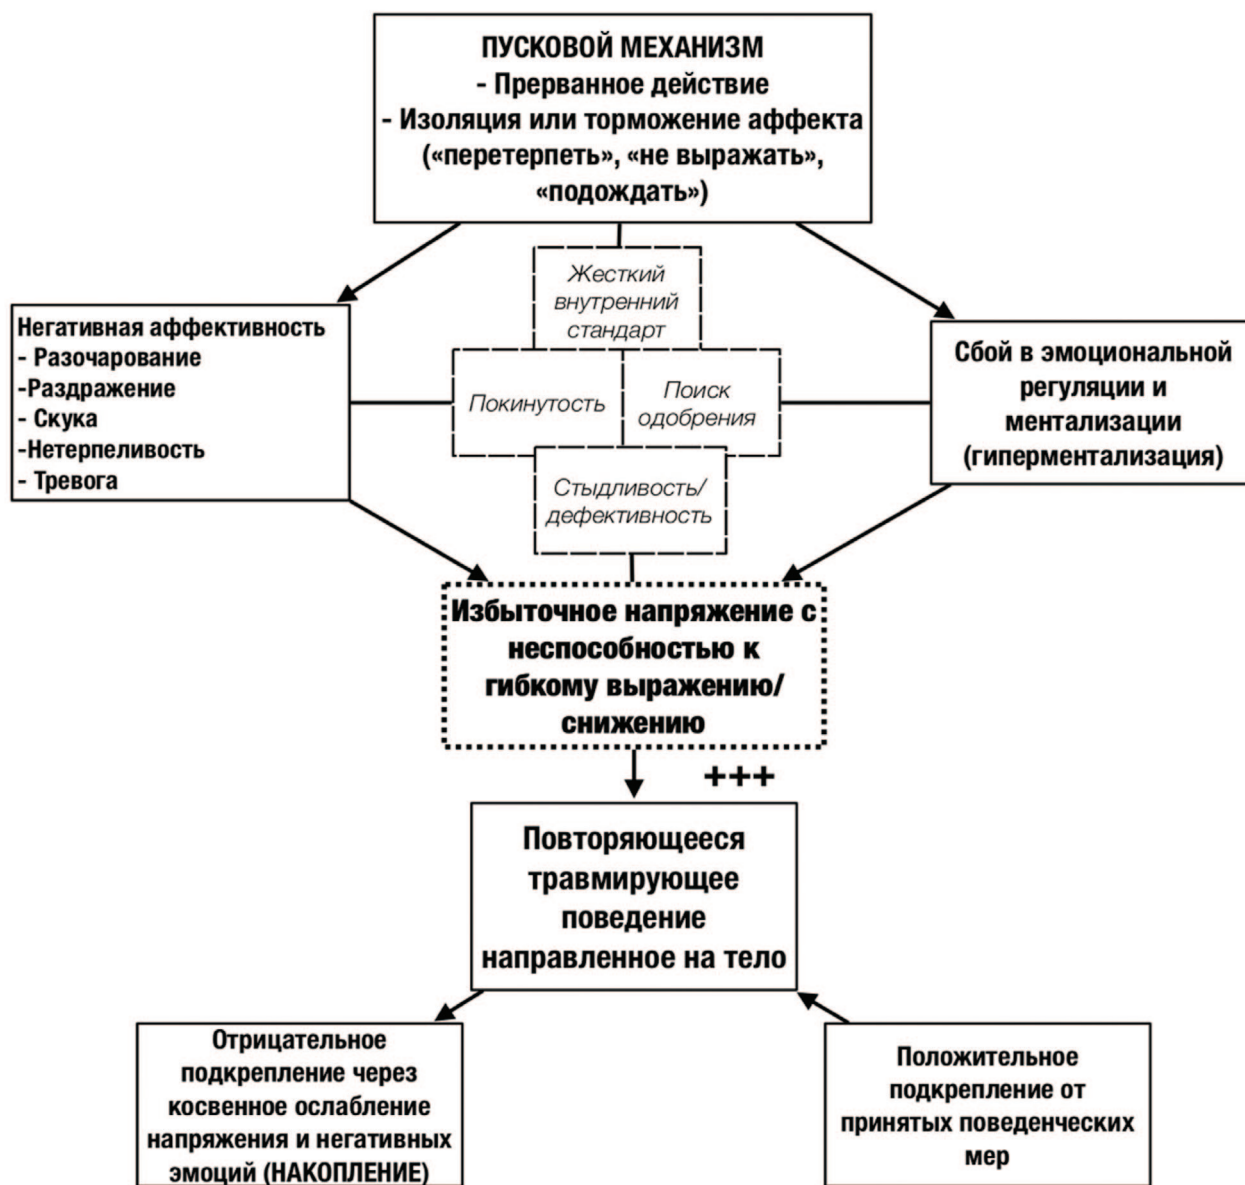 ПУСКОВОЙ МЕХАНИЗМ
- Прерванное действие
- Изоляция или торможение аффекта
(«перетерпеть», «не выражать»,
«подождать»)
Жесткий
внутренний
стандарт
Негативная аффективность
- Разочарование
-Раздражение
- Скука
-Нетерпеливость
- Тревога
Покинутость
Поиск
одобрения
Сбой в эмоциональной
регуляции и
ментализации
(гиперментализация)
Стыдливость/
дефективность
Избыточное напряжение с
неспособностью к
гибкому выражению/
снижению
+++
Повторяющееся
травмирующее
поведение
направленное на тело
Отрицательное
подкрепление через
косвенное ослабление
напряжения и негативных
эмоций (НАКОПЛЕНИЕ)
Положительное
подкрепление от
принятых поведенческих
мер